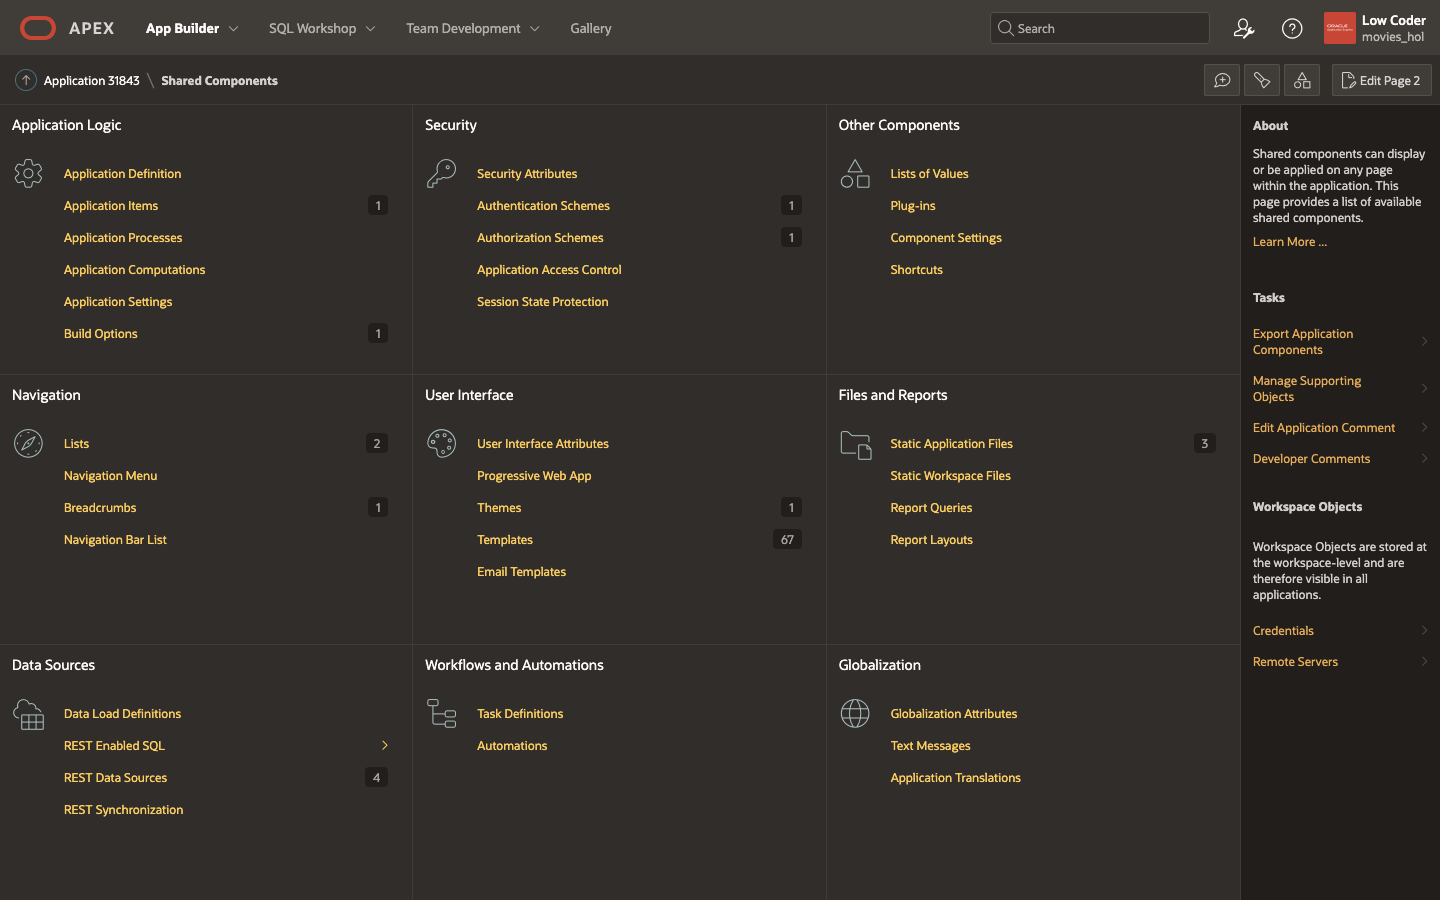 APEX
App Builder
SQL Workshop
Team Development
Gallery
Search
Low Coder
movies_hol
Application 31843 \ Shared Components
Edit Page 2
Application Logic
Application Definition
Application Items 1
Application Processes
Application Computations
Application Settings
Build Options 1
Security
Security Attributes
Authentication Schemes 1
Authorization Schemes 1
Application Access Control
Session State Protection
Other Components
Lists of Values
Plug-ins
Component Settings
Shortcuts
Navigation
Lists 2
Navigation Menu
Breadcrumbs 1
Navigation Bar List
User Interface
User Interface Attributes
Progressive Web App
Themes 1
Templates 67
Email Templates
Files and Reports
Static Application Files 3
Static Workspace Files
Report Queries
Report Layouts
Data Sources
Data Load Definitions
REST Enabled SQL
REST Data Sources 4
REST Synchronization
Workflows and Automations
Task Definitions
Automations
Globalization
Globalization Attributes
Text Messages
Application Translations
About
Shared components can display
or be applied on any page
within the application. This
page provides a list of available
shared components.
Learn More ...
Tasks
Export Application
Components
Manage Supporting
Objects
Edit Application Comment
Developer Comments
Workspace Objects
Workspace Objects are stored at
the workspace-level and are
therefore visible in all
applications.
Credentials
Remote Servers